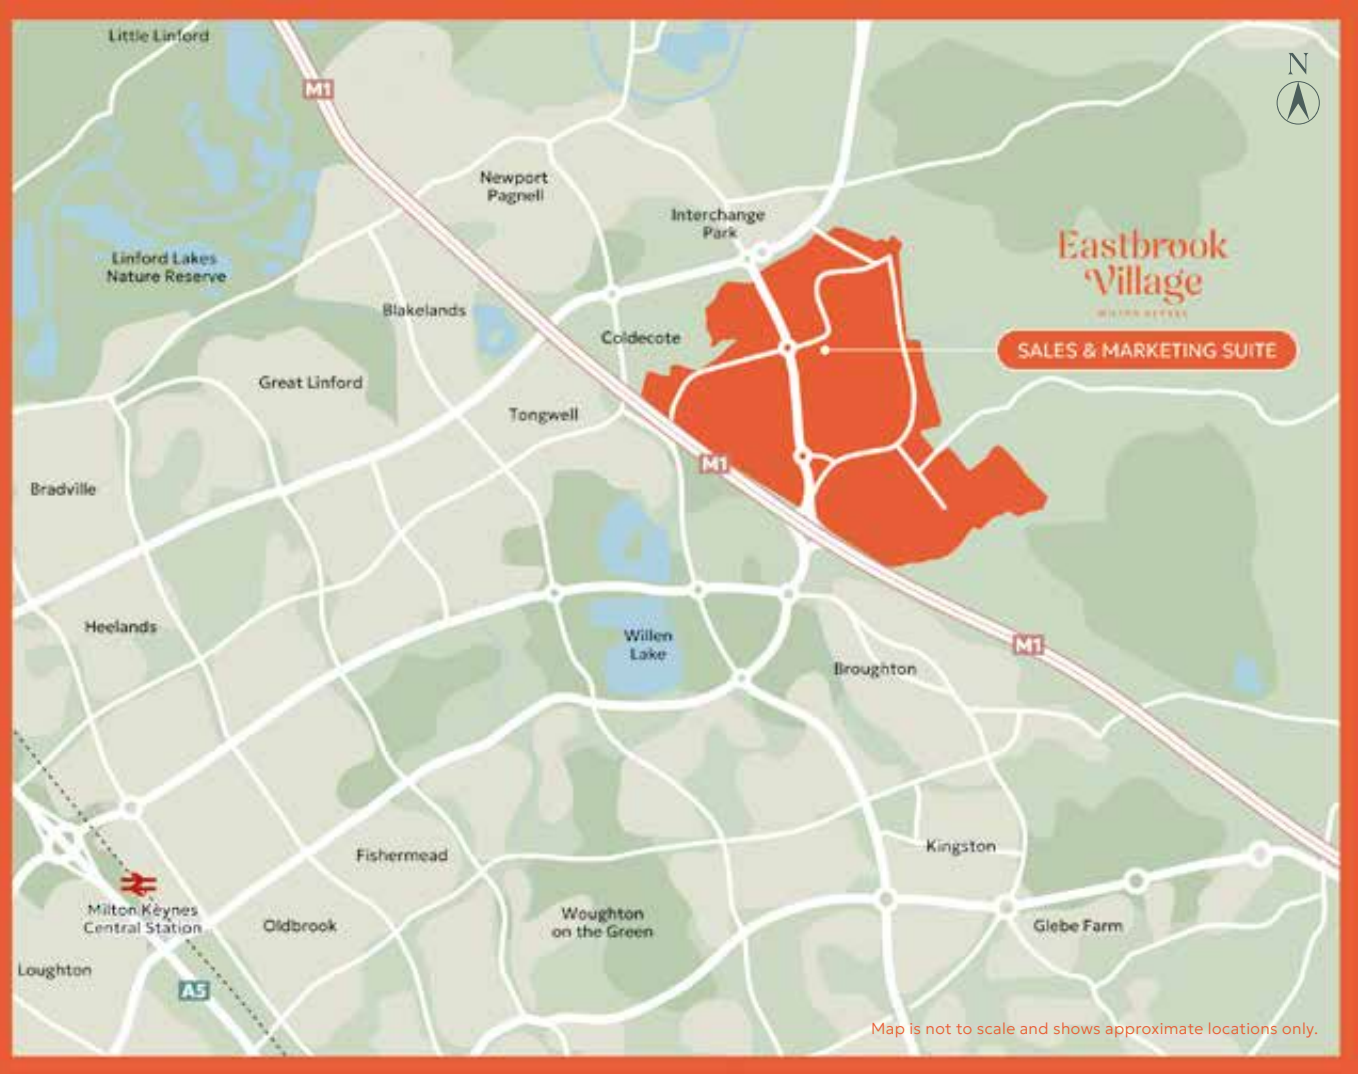 Little Linford
M1
N
Newport
Pagnell
Interchange
Park
Eastbrook
Village
MILTON KEYNES
SALES & MARKETING SUITE
Linford Lakes
Nature Reserve
Blakelands
Coldecote
Great Linford
Tongwell
M1
Bradville
Heelands
Willen
Lake
M1
Broughton
Fishermead
Kingston
Milton Keynes
Central Station
Oldbrook
Woughton
on the Green
Glebe Farm
Loughton
A5
Map is not to scale and shows approximate locations only.